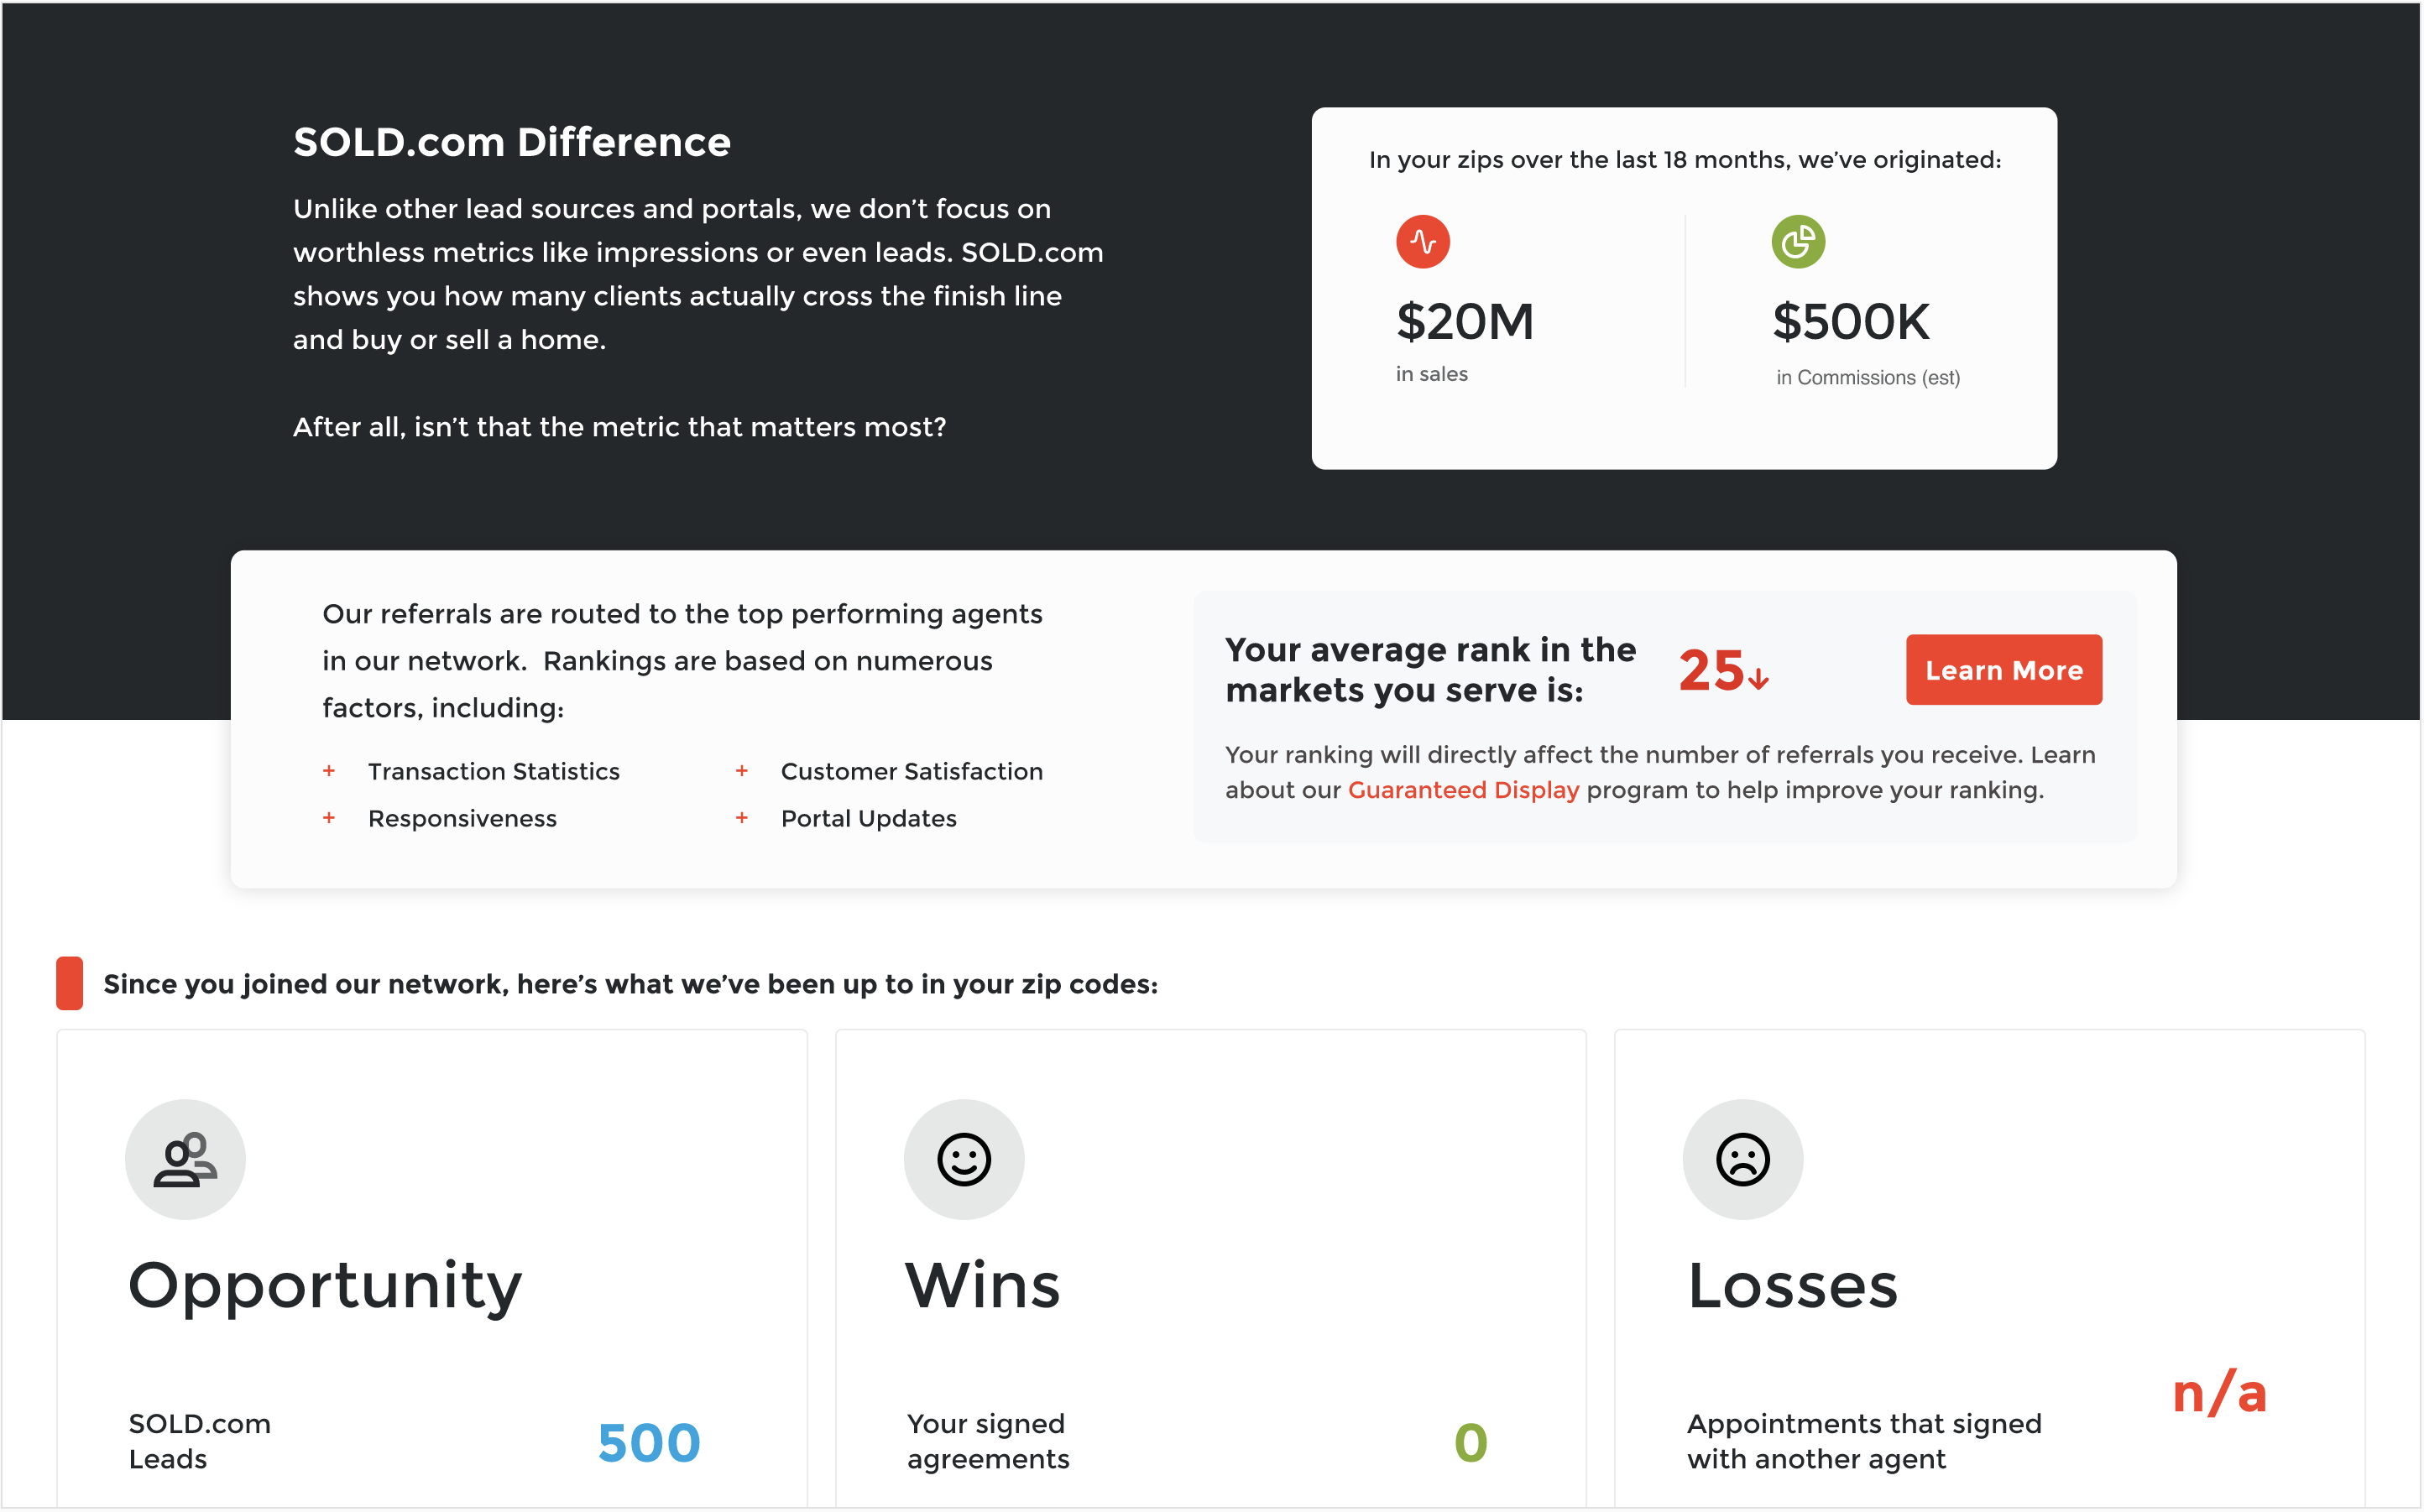 SOLD.com Difference
Unlike other lead sources and portals, we don’t focus on
worthless metrics like impressions or even leads. SOLD.com
shows you how many clients actually cross the finish line
and buy or sell a home.
After all, isn’t that the metric that matters most?
In your zips over the last 18 months, we’ve originated:
$20M
in sales
$500K
in Commissions (est)
Our referrals are routed to the top performing agents
in our network.  Rankings are based on numerous
factors, including:
+ Transaction Statistics
+ Customer Satisfaction
+ Responsiveness
+ Portal Updates
Your average rank in the
markets you serve is:
25↓
Learn More
Your ranking will directly affect the number of referrals you receive. Learn
about our Guaranteed Display program to help improve your ranking.
Since you joined our network, here’s what we’ve been up to in your zip codes:
Opportunity
SOLD.com
Leads
500
Wins
Your signed
agreements
0
Losses
Appointments that signed
with another agent
n/a